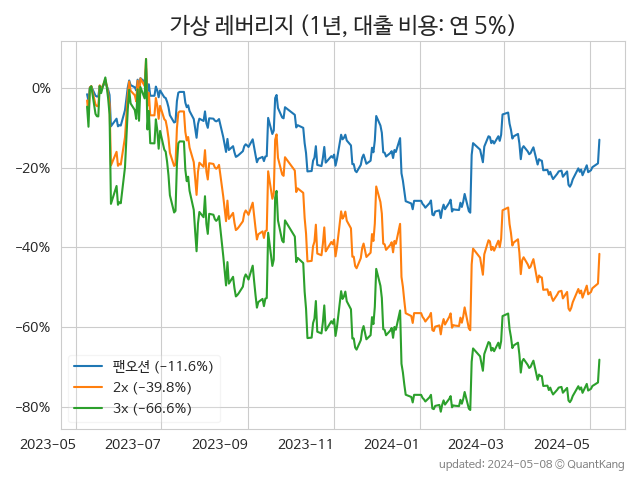 가상 레버리지 (1년, 대출 비용: 연 5%)
0%
−20%
−40%
−60%
−80%
팬오션 (−11.6%)
2x (−39.8%)
3x (−66.6%)
2023-05 2023-07 2023-09 2023-11 2024-01 2024-03 2024-05
updated: 2024-05-08 © QuantKang